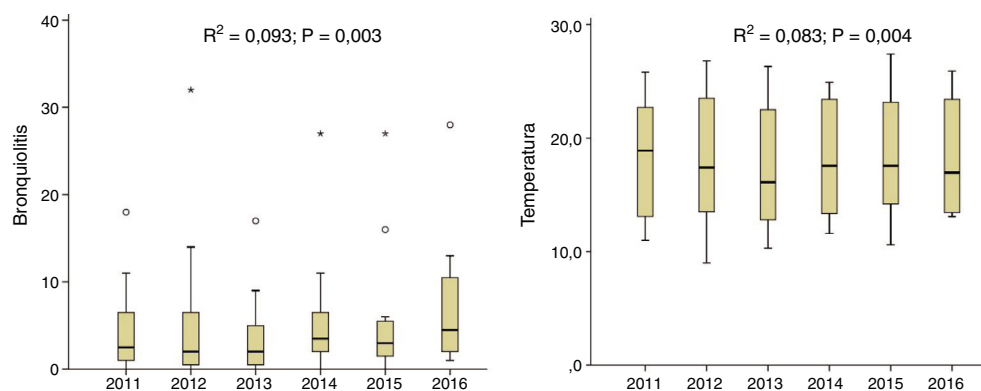 R² = 0,093; P = 0,003
Bronquiolitis
40
30
20
10
0
2011 2012 2013 2014 2015 2016
R² = 0,083; P = 0,004
Temperatura
30,0
20,0
10,0
,0
2011 2012 2013 2014 2015 2016